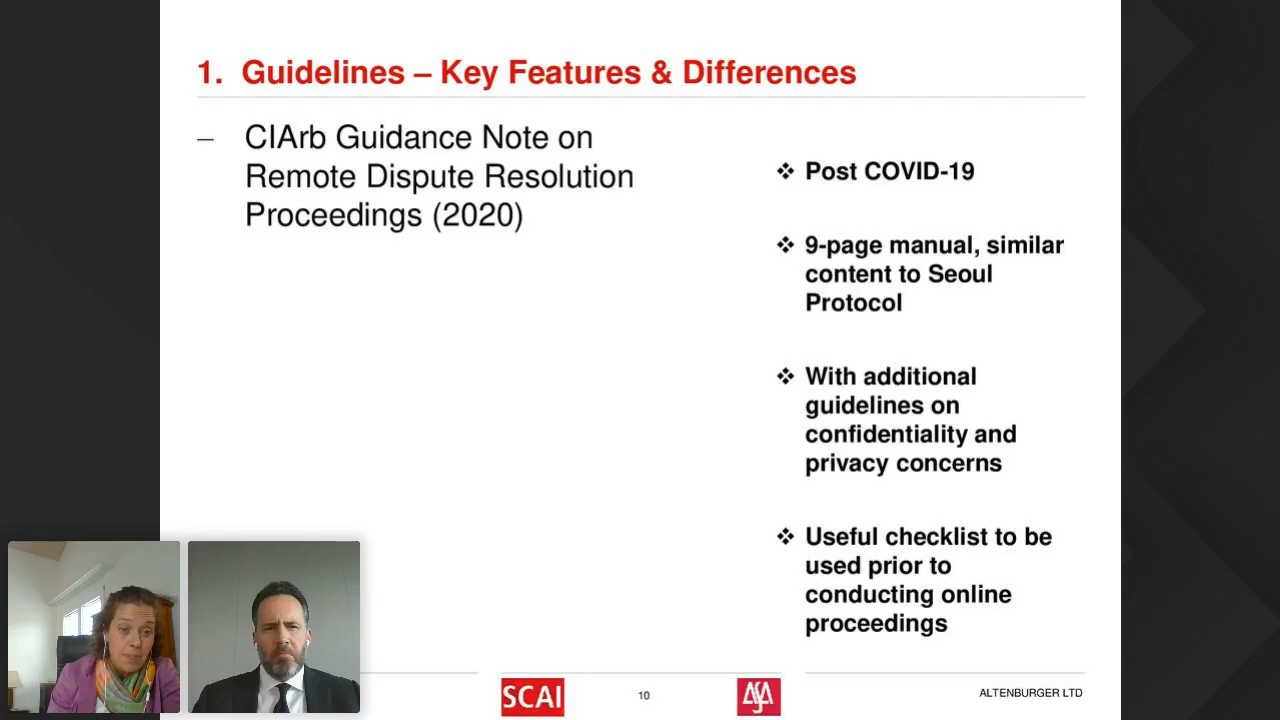 1. Guidelines – Key Features & Differences
– CIArb Guidance Note on
Remote Dispute Resolution
Proceedings (2020)
❖ Post COVID-19
❖ 9-page manual, similar
content to Seoul
Protocol
❖ With additional
guidelines on
confidentiality and
privacy concerns
❖ Useful checklist to be
used prior to
conducting online
proceedings
SCAI
10
ASA
ALTENBURGER LTD